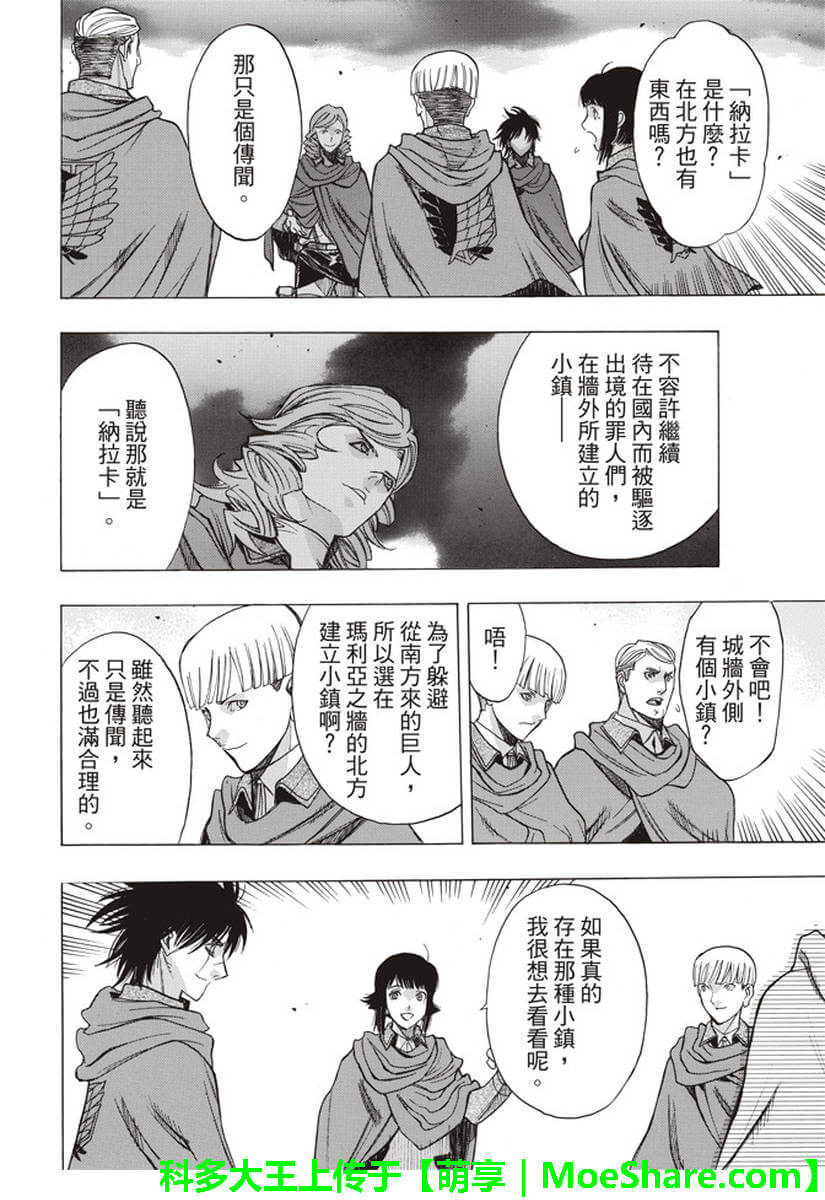 「納拉卡」
是什麼？
在北方也有
東西嗎？
那只是個傳聞。
不容許繼續
待在國內而被驅逐
出境的罪人們，
在牆外所建立的
小鎮——
聽說那就是
「納拉卡」。
不會吧！
城牆外側
有個小鎮？
唔！
為了躲避
從南方來的巨人，
所以選在
瑪利亞之牆的北方
建立小鎮啊？
雖然聽起來
只是傳聞，
不過也滿合理的。
如果真的
存在那種小鎮，
我很想去看看呢。
科多大王上传于【萌享】|MoeShare.com】